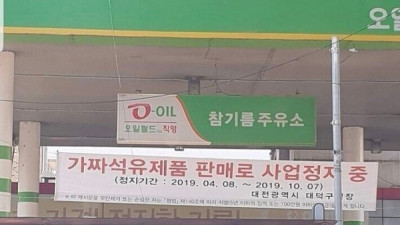 오일
O-OIL
오일월드 직영
참기름주유소
가짜석유제품 판매로 사업정지 중
(정지기간 : 2019. 04. 08. ~ 2019. 10. 07)
대전광역시 대덕구청장